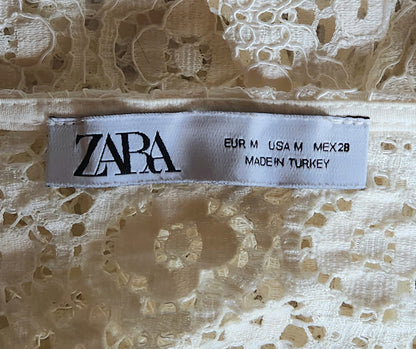 ZARA
EUR M USA M MEX 28
MADE IN TURKEY